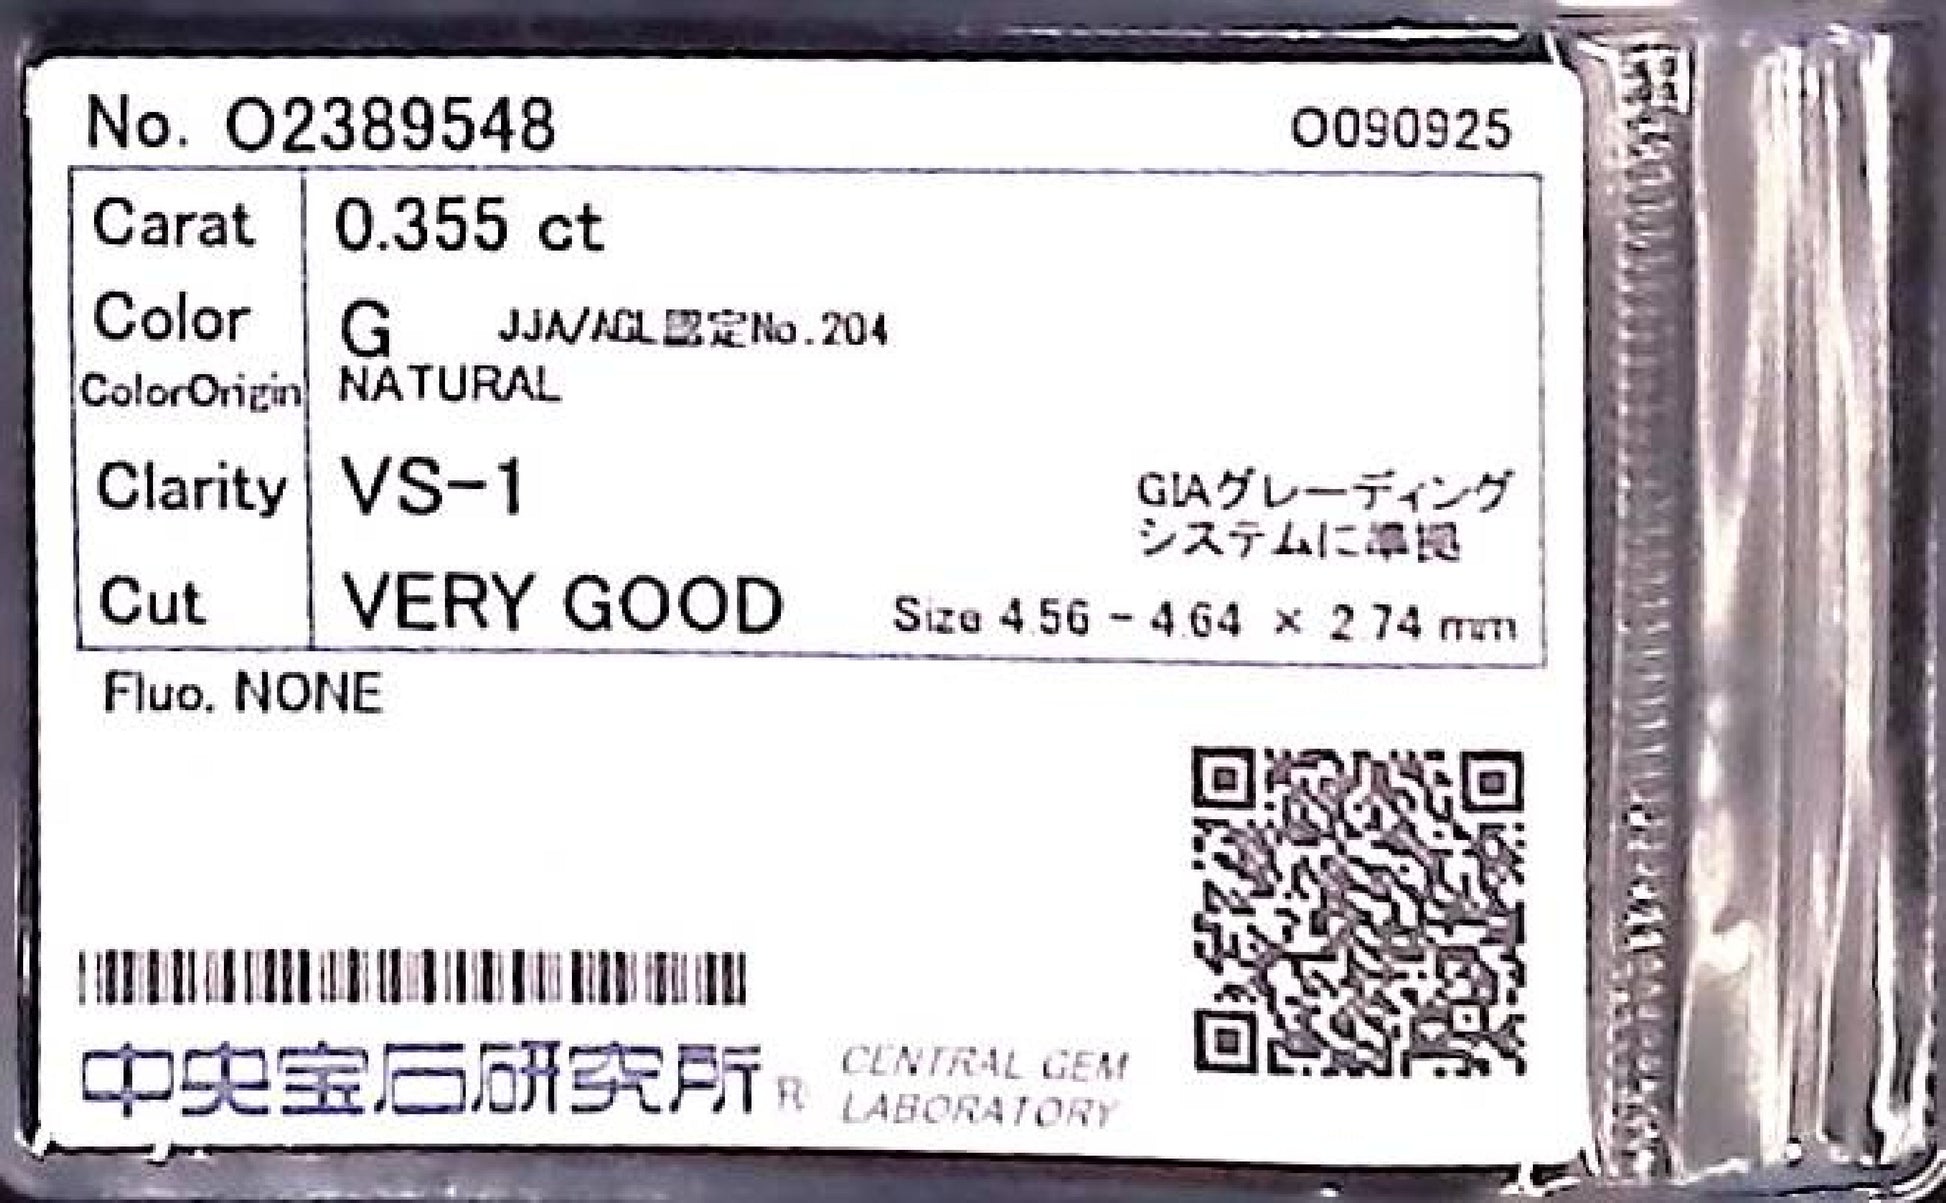 No. O2389548 O090925
Carat 0.355 ct
Color G JJA/AGL認定No.204
ColorOrigin NATURAL
Clarity VS-1
GIAグレーディング
システムに準拠
Cut VERY GOOD Size 4.56 - 4.64 × 2.74 mm
Fluo. NONE
中央宝石研究所 R
CENTRAL GEM
LABORATORY